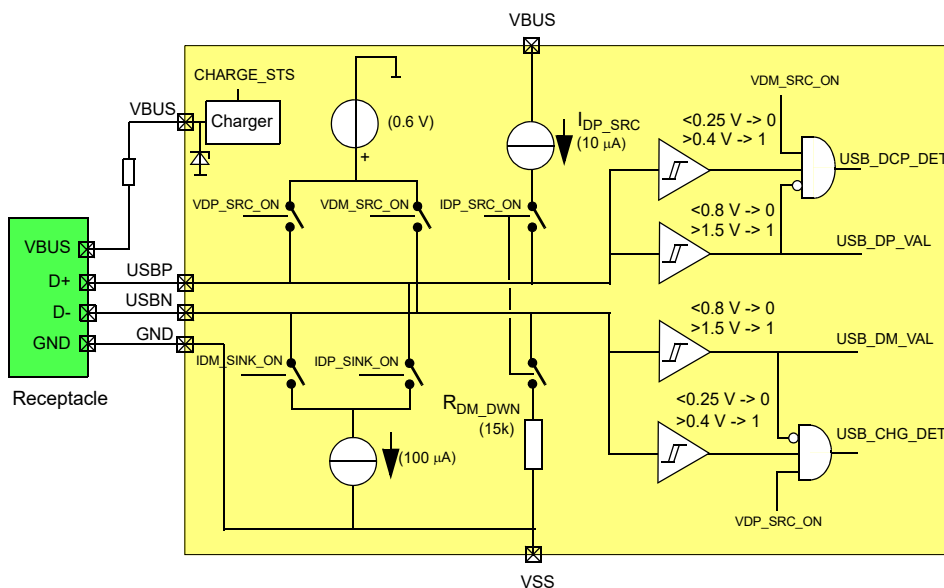 VBUS
CHARGE_STS
VBUS
Charger
(0.6 V)
+
I_DP_SRC
(10 µA)
<0.25 V -> 0
>0.4 V -> 1
VDM_SRC_ON
USB_DCP_DET
VDP_SRC_ON
VDM_SRC_ON
IDP_SRC_ON
<0.8 V -> 0
>1.5 V -> 1
USB_DP_VAL
VBUS
D+
D-
GND
Receptacle
USBP
USBN
GND
<0.8 V -> 0
>1.5 V -> 1
USB_DM_VAL
IDM_SINK_ON
IDP_SINK_ON
R_DM_DWN
(15k)
<0.25 V -> 0
>0.4 V -> 1
USB_CHG_DET
(100 µA)
VDP_SRC_ON
VSS